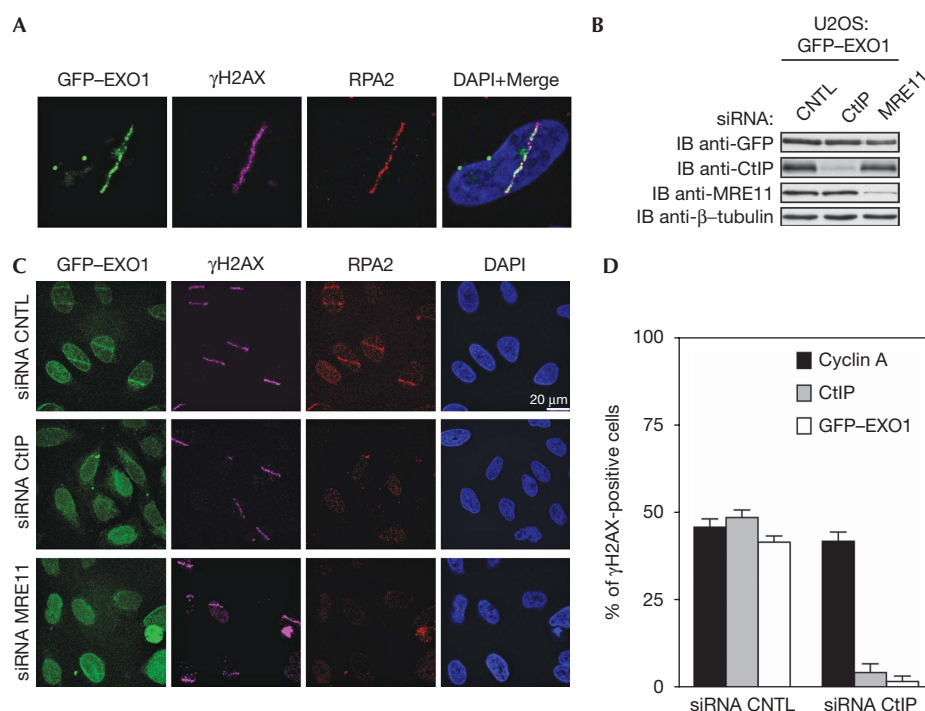 A
GFP–EXO1 γH2AX RPA2 DAPI+Merge
B
U2OS:
GFP–EXO1
siRNA: CNTL CtIP MRE11
IB anti-GFP
IB anti-CtIP
IB anti-MRE11
IB anti-β–tubulin
C
GFP–EXO1 γH2AX RPA2 DAPI
siRNA CNTL
20 μm
siRNA CtIP
siRNA MRE11
D
% of γH2AX-positive cells
100
75
50
25
0
Cyclin A
CtIP
GFP–EXO1
siRNA CNTL siRNA CtIP